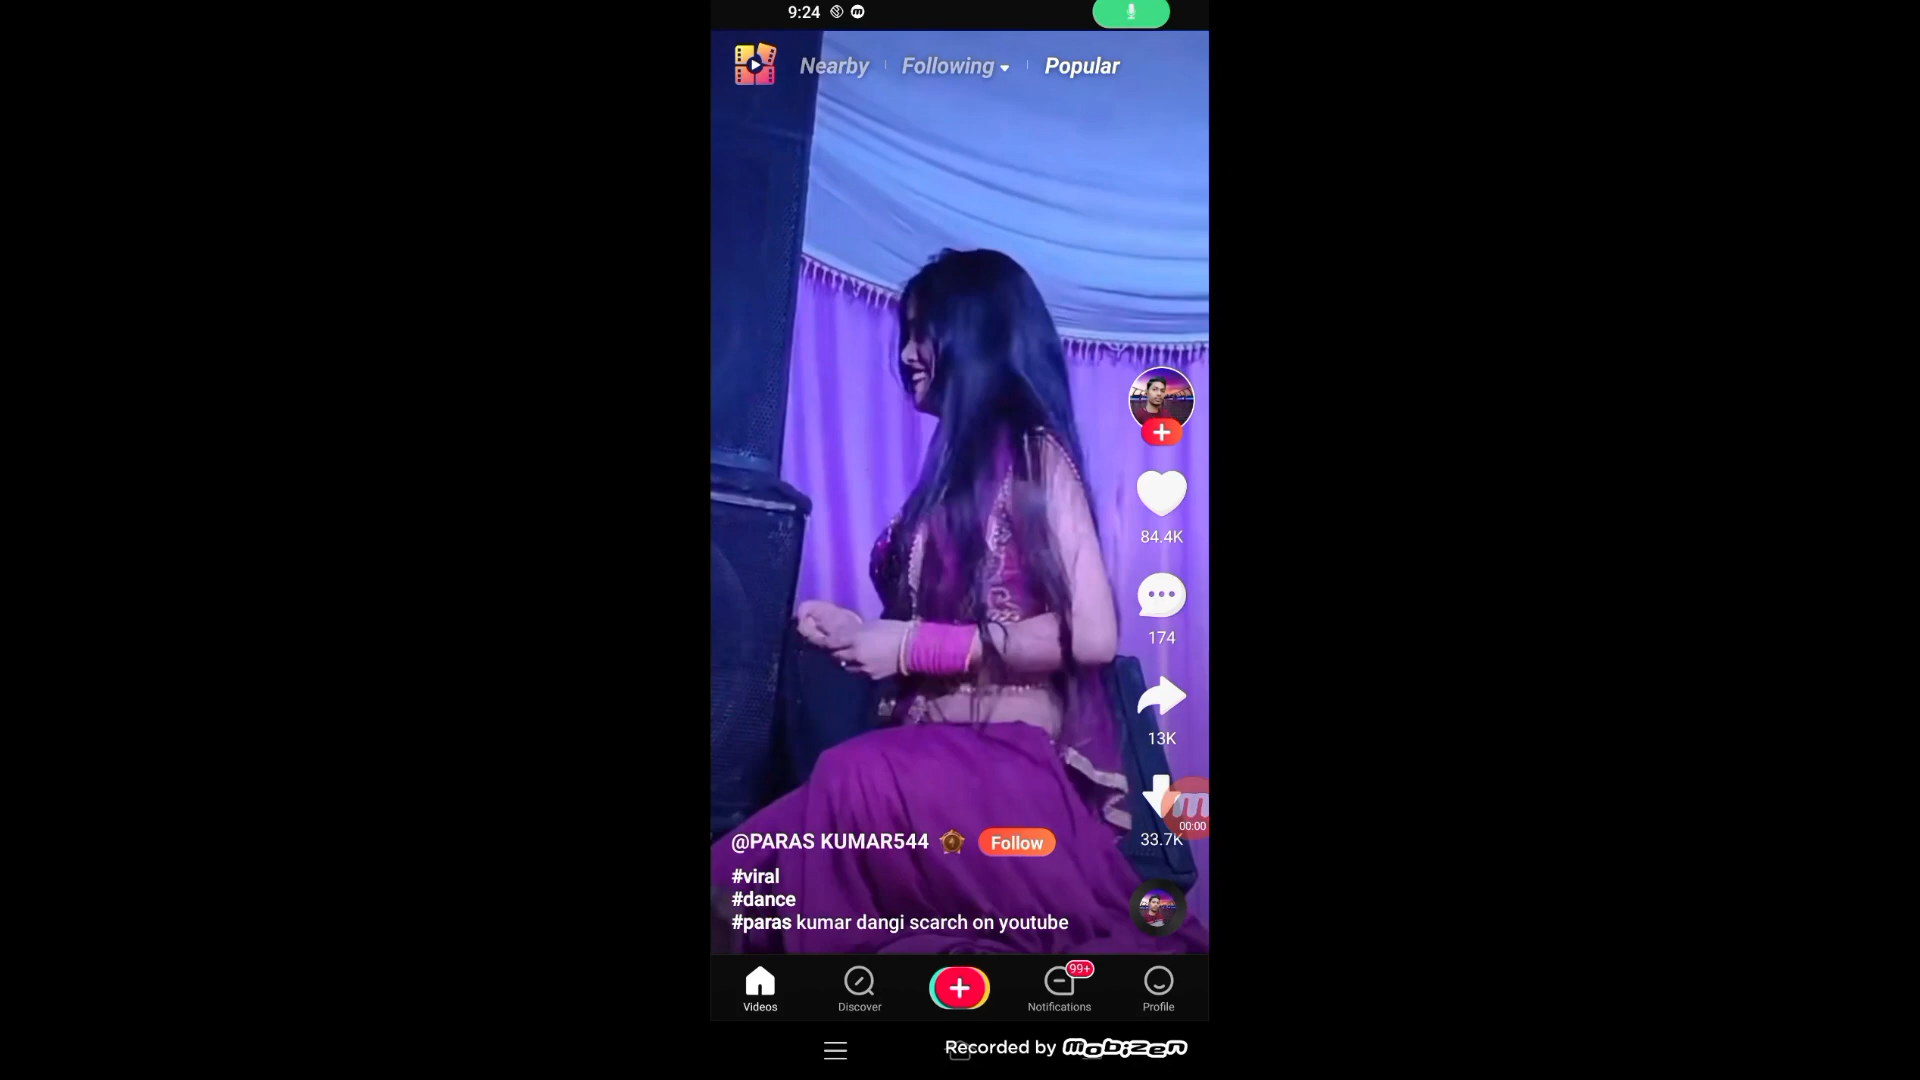 9:24
Nearby
Following
Popular
84.4K
174
13K
00:00
33.7K
@PARAS KUMAR544
Follow
#viral
#dance
#paras kumar dangi scarch on youtube
99+
Videos
Discover
Notifications
Profile
Recorded by mobizen